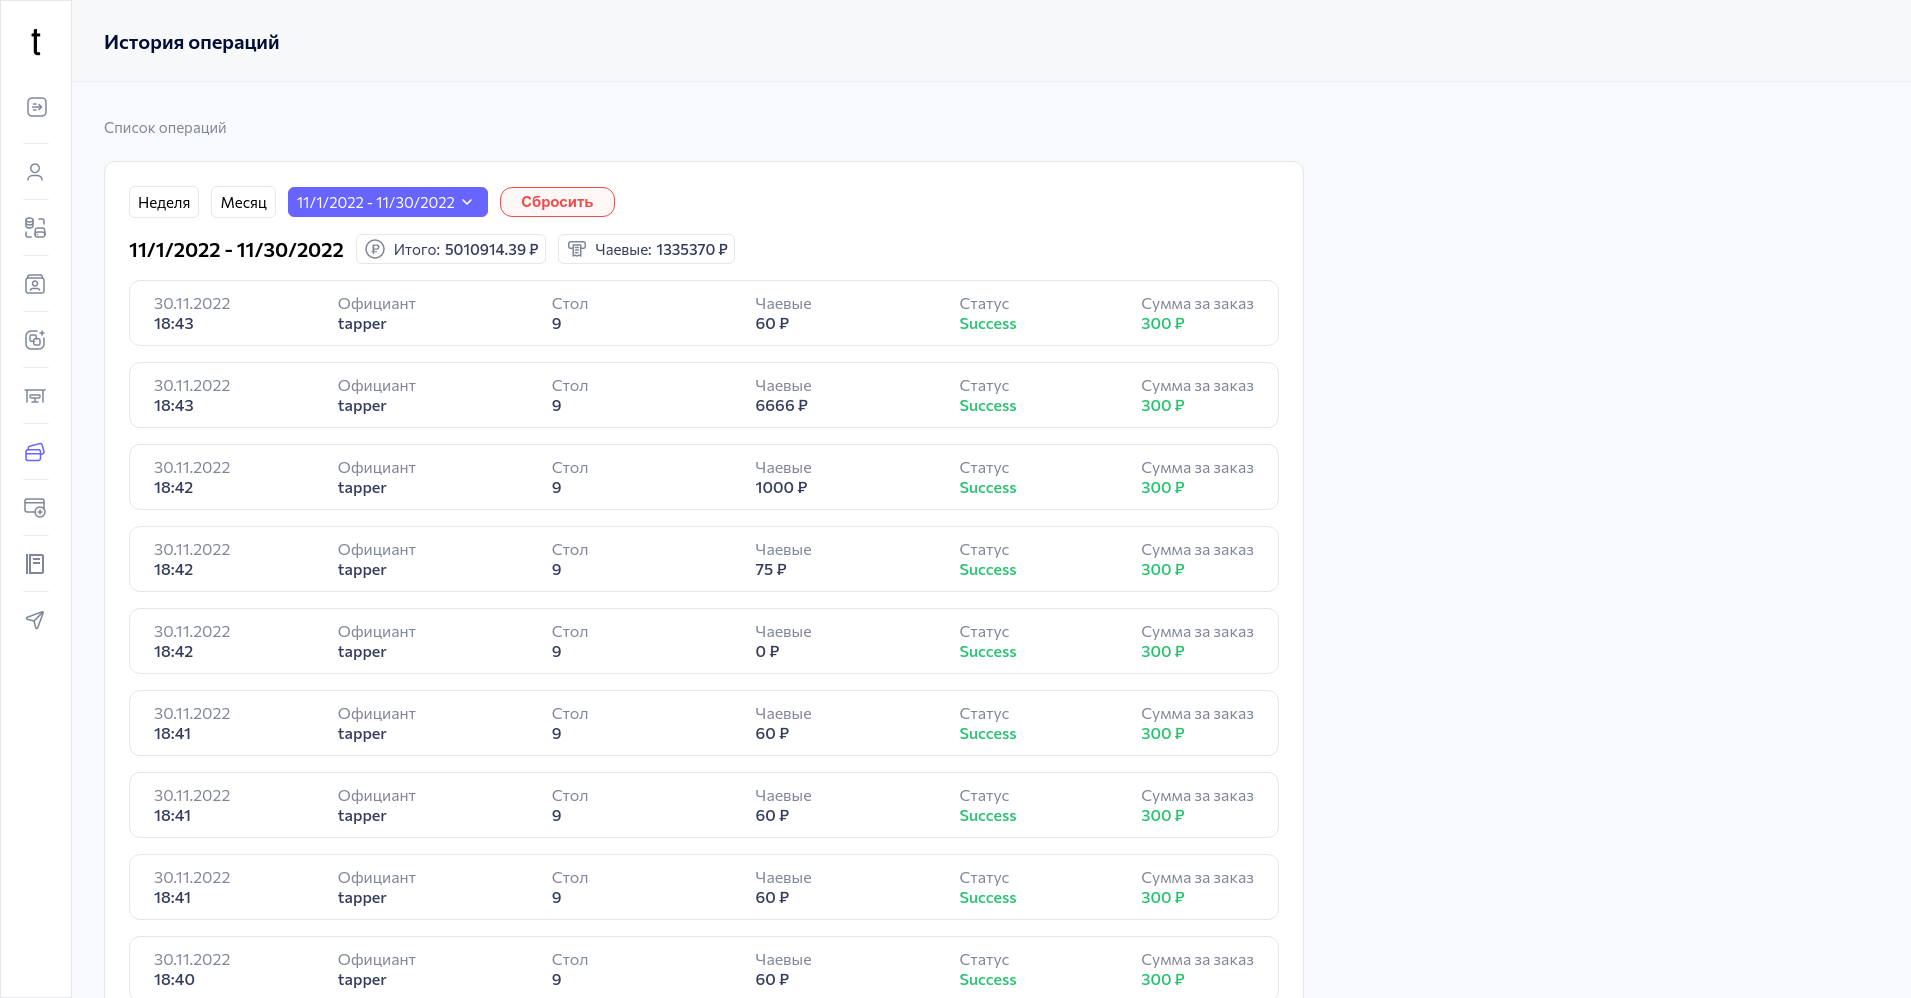 t
История операций
Список операций
Неделя Месяц 11/1/2022 - 11/30/2022 Сбросить
11/1/2022 - 11/30/2022 Итого: 5010914.39 ₽ Чаевые: 1335370 ₽
30.11.2022 Официант Стол Чаевые Статус Сумма за заказ
18:43 tapper 9 60 ₽ Success 300 ₽
30.11.2022 Официант Стол Чаевые Статус Сумма за заказ
18:43 tapper 9 6666 ₽ Success 300 ₽
30.11.2022 Официант Стол Чаевые Статус Сумма за заказ
18:42 tapper 9 1000 ₽ Success 300 ₽
30.11.2022 Официант Стол Чаевые Статус Сумма за заказ
18:42 tapper 9 75 ₽ Success 300 ₽
30.11.2022 Официант Стол Чаевые Статус Сумма за заказ
18:42 tapper 9 0 ₽ Success 300 ₽
30.11.2022 Официант Стол Чаевые Статус Сумма за заказ
18:41 tapper 9 60 ₽ Success 300 ₽
30.11.2022 Официант Стол Чаевые Статус Сумма за заказ
18:41 tapper 9 60 ₽ Success 300 ₽
30.11.2022 Официант Стол Чаевые Статус Сумма за заказ
18:41 tapper 9 60 ₽ Success 300 ₽
30.11.2022 Официант Стол Чаевые Статус Сумма за заказ
18:40 tapper 9 60 ₽ Success 300 ₽